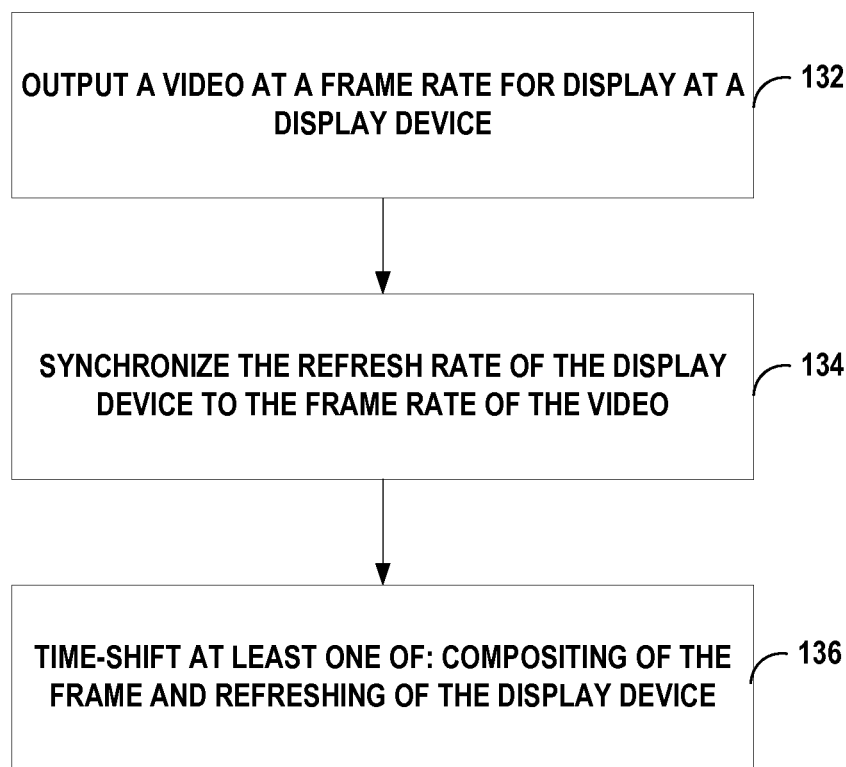 OUTPUT A VIDEO AT A FRAME RATE FOR DISPLAY AT A
DISPLAY DEVICE
132
SYNCHRONIZE THE REFRESH RATE OF THE DISPLAY
DEVICE TO THE FRAME RATE OF THE VIDEO
134
TIME-SHIFT AT LEAST ONE OF: COMPOSITING OF THE
FRAME AND REFRESHING OF THE DISPLAY DEVICE
136